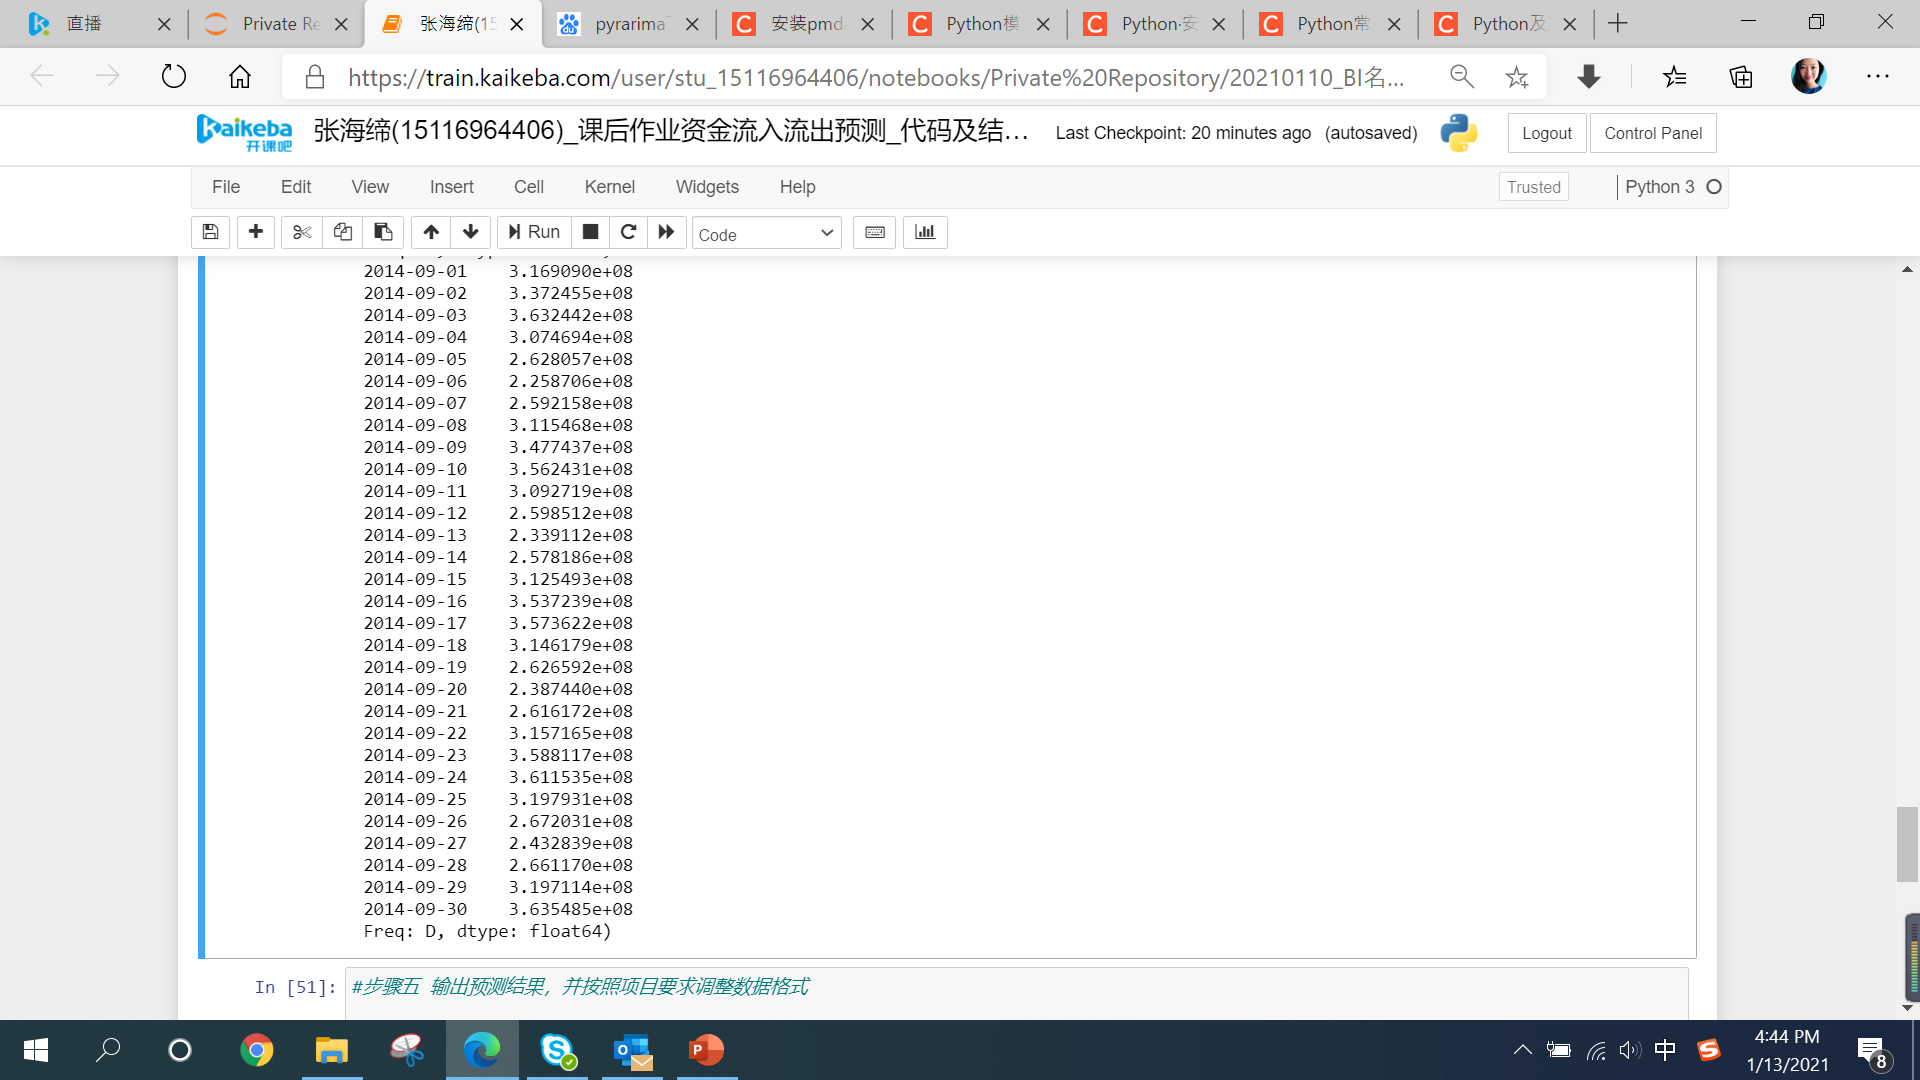 直播
Private Re
张海缔(15
pyrarima
安装pmd
Python模
Python·安
Python常
Python及
https://train.kaikeba.com/user/stu_15116964406/notebooks/Private%20Repository/20210110_BI名...
Kaikeba
开课吧
张海缔(15116964406)_课后作业资金流入流出预测_代码及结...
Last Checkpoint: 20 minutes ago (autosaved)
Logout
Control Panel
File Edit View Insert Cell Kernel Widgets Help
Trusted
Python 3
Run
Code
2014-09-01 3.169090e+08
2014-09-02 3.372455e+08
2014-09-03 3.632442e+08
2014-09-04 3.074694e+08
2014-09-05 2.628057e+08
2014-09-06 2.258706e+08
2014-09-07 2.592158e+08
2014-09-08 3.115468e+08
2014-09-09 3.477437e+08
2014-09-10 3.562431e+08
2014-09-11 3.092719e+08
2014-09-12 2.598512e+08
2014-09-13 2.339112e+08
2014-09-14 2.578186e+08
2014-09-15 3.125493e+08
2014-09-16 3.537239e+08
2014-09-17 3.573622e+08
2014-09-18 3.146179e+08
2014-09-19 2.626592e+08
2014-09-20 2.387440e+08
2014-09-21 2.616172e+08
2014-09-22 3.157165e+08
2014-09-23 3.588117e+08
2014-09-24 3.611535e+08
2014-09-25 3.197931e+08
2014-09-26 2.672031e+08
2014-09-27 2.432839e+08
2014-09-28 2.661170e+08
2014-09-29 3.197114e+08
2014-09-30 3.635485e+08
Freq: D, dtype: float64)
In [51]: #步骤五 输出预测结果，并按照项目要求调整数据格式
中
4:44 PM
1/13/2021
8